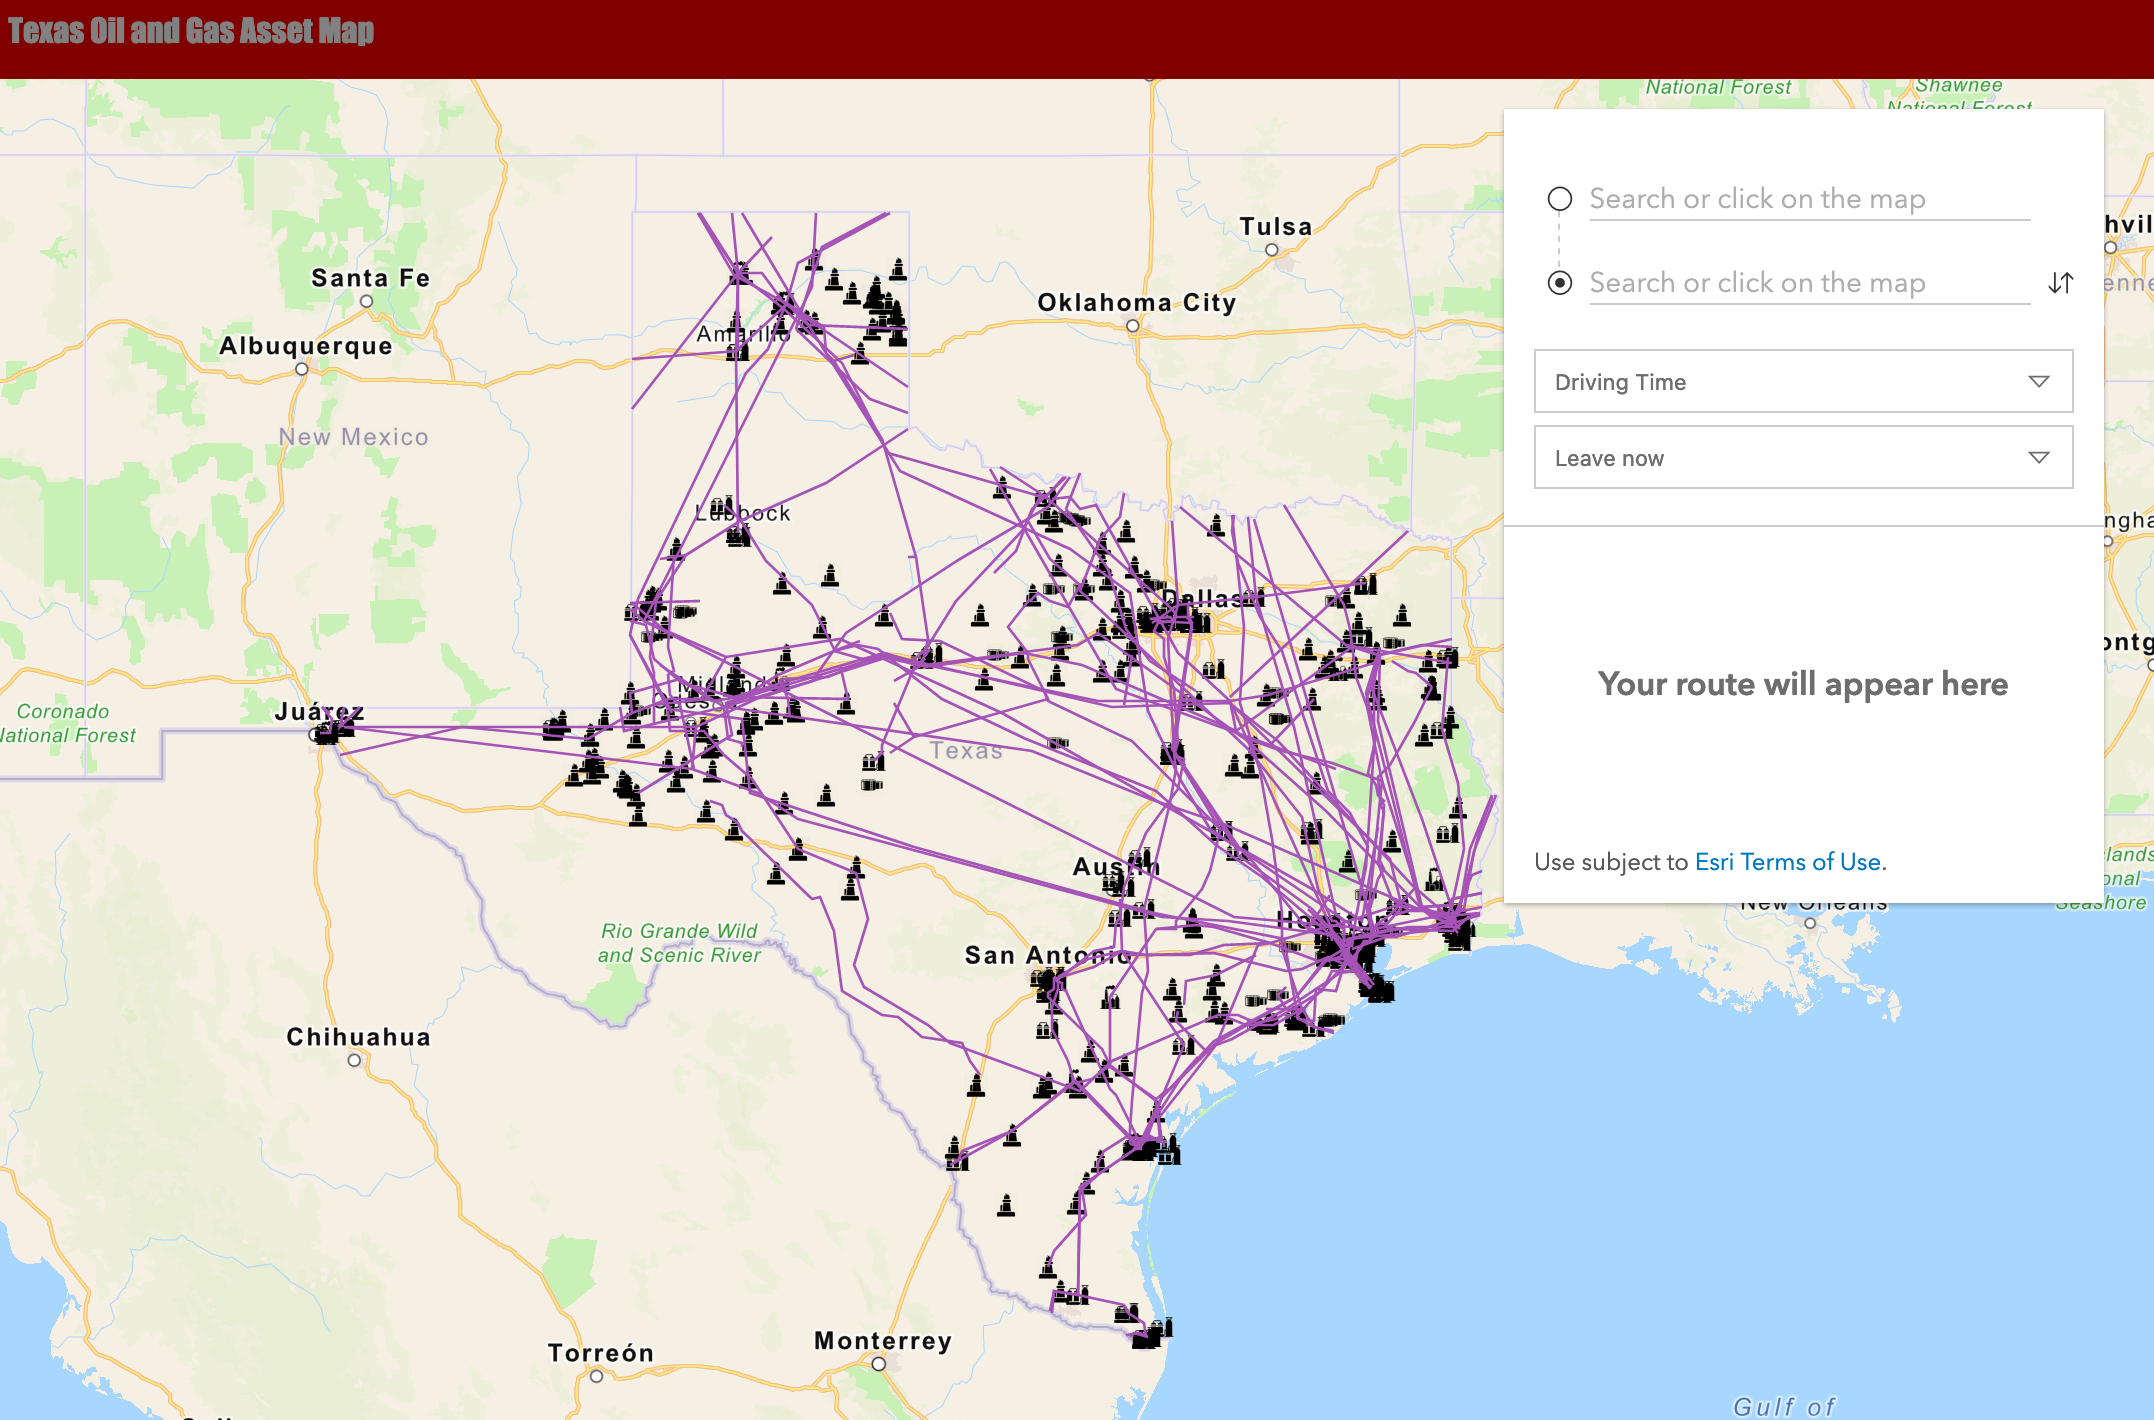 Texas Oil and Gas Asset Map
National Forest
Shawnee
National Forest
Search or click on the map
Search or click on the map
Driving Time
Leave now
Your route will appear here
Use subject to Esri Terms of Use.
Tulsa
Santa Fe
Oklahoma City
Amarillo
Albuquerque
New Mexico
Lubbock
Dallas
Midland
Odessa
Coronado
National Forest
Juárez
Texas
Austin
Houston
New Orleans
Seashore
Rio Grande Wild
and Scenic River
San Antonio
Chihuahua
Monterrey
Torreón
Gulf of